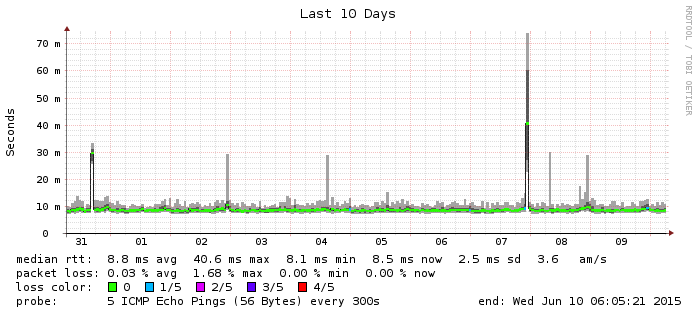 Last 10 Days
RRDTOOL / TOBI OETIKER
Seconds
70 m
60 m
50 m
40 m
30 m
20 m
10 m
0
31 01 02 03 04 05 06 07 08 09
median rtt: 8.8 ms avg 40.6 ms max 8.1 ms min 8.5 ms now 2.5 ms sd 3.6 am/s
packet loss: 0.03 % avg 1.68 % max 0.00 % min 0.00 % now
loss color: 0 1/5 2/5 3/5 4/5
probe: 5 ICMP Echo Pings (56 Bytes) every 300s end: Wed Jun 10 06:05:21 2015